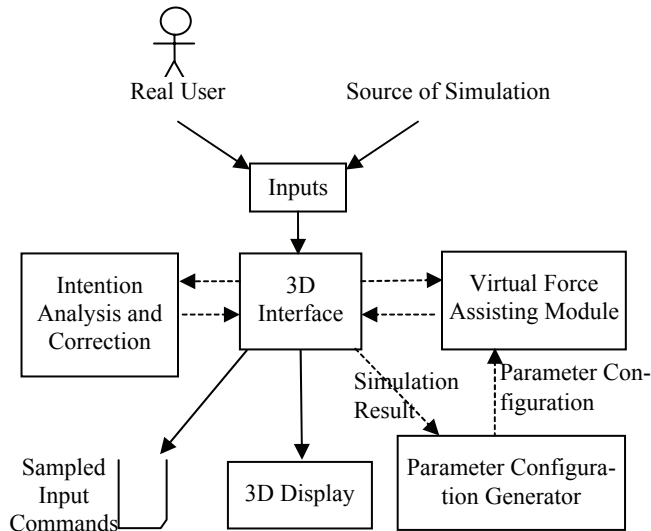 Real User
Source of Simulation
Inputs
Intention
Analysis and
Correction
3D
Interface
Virtual Force
Assisting Module
Simulation
Result
Parameter Con-
figuration
Sampled
Input
Commands
3D Display
Parameter Configura-
tion Generator